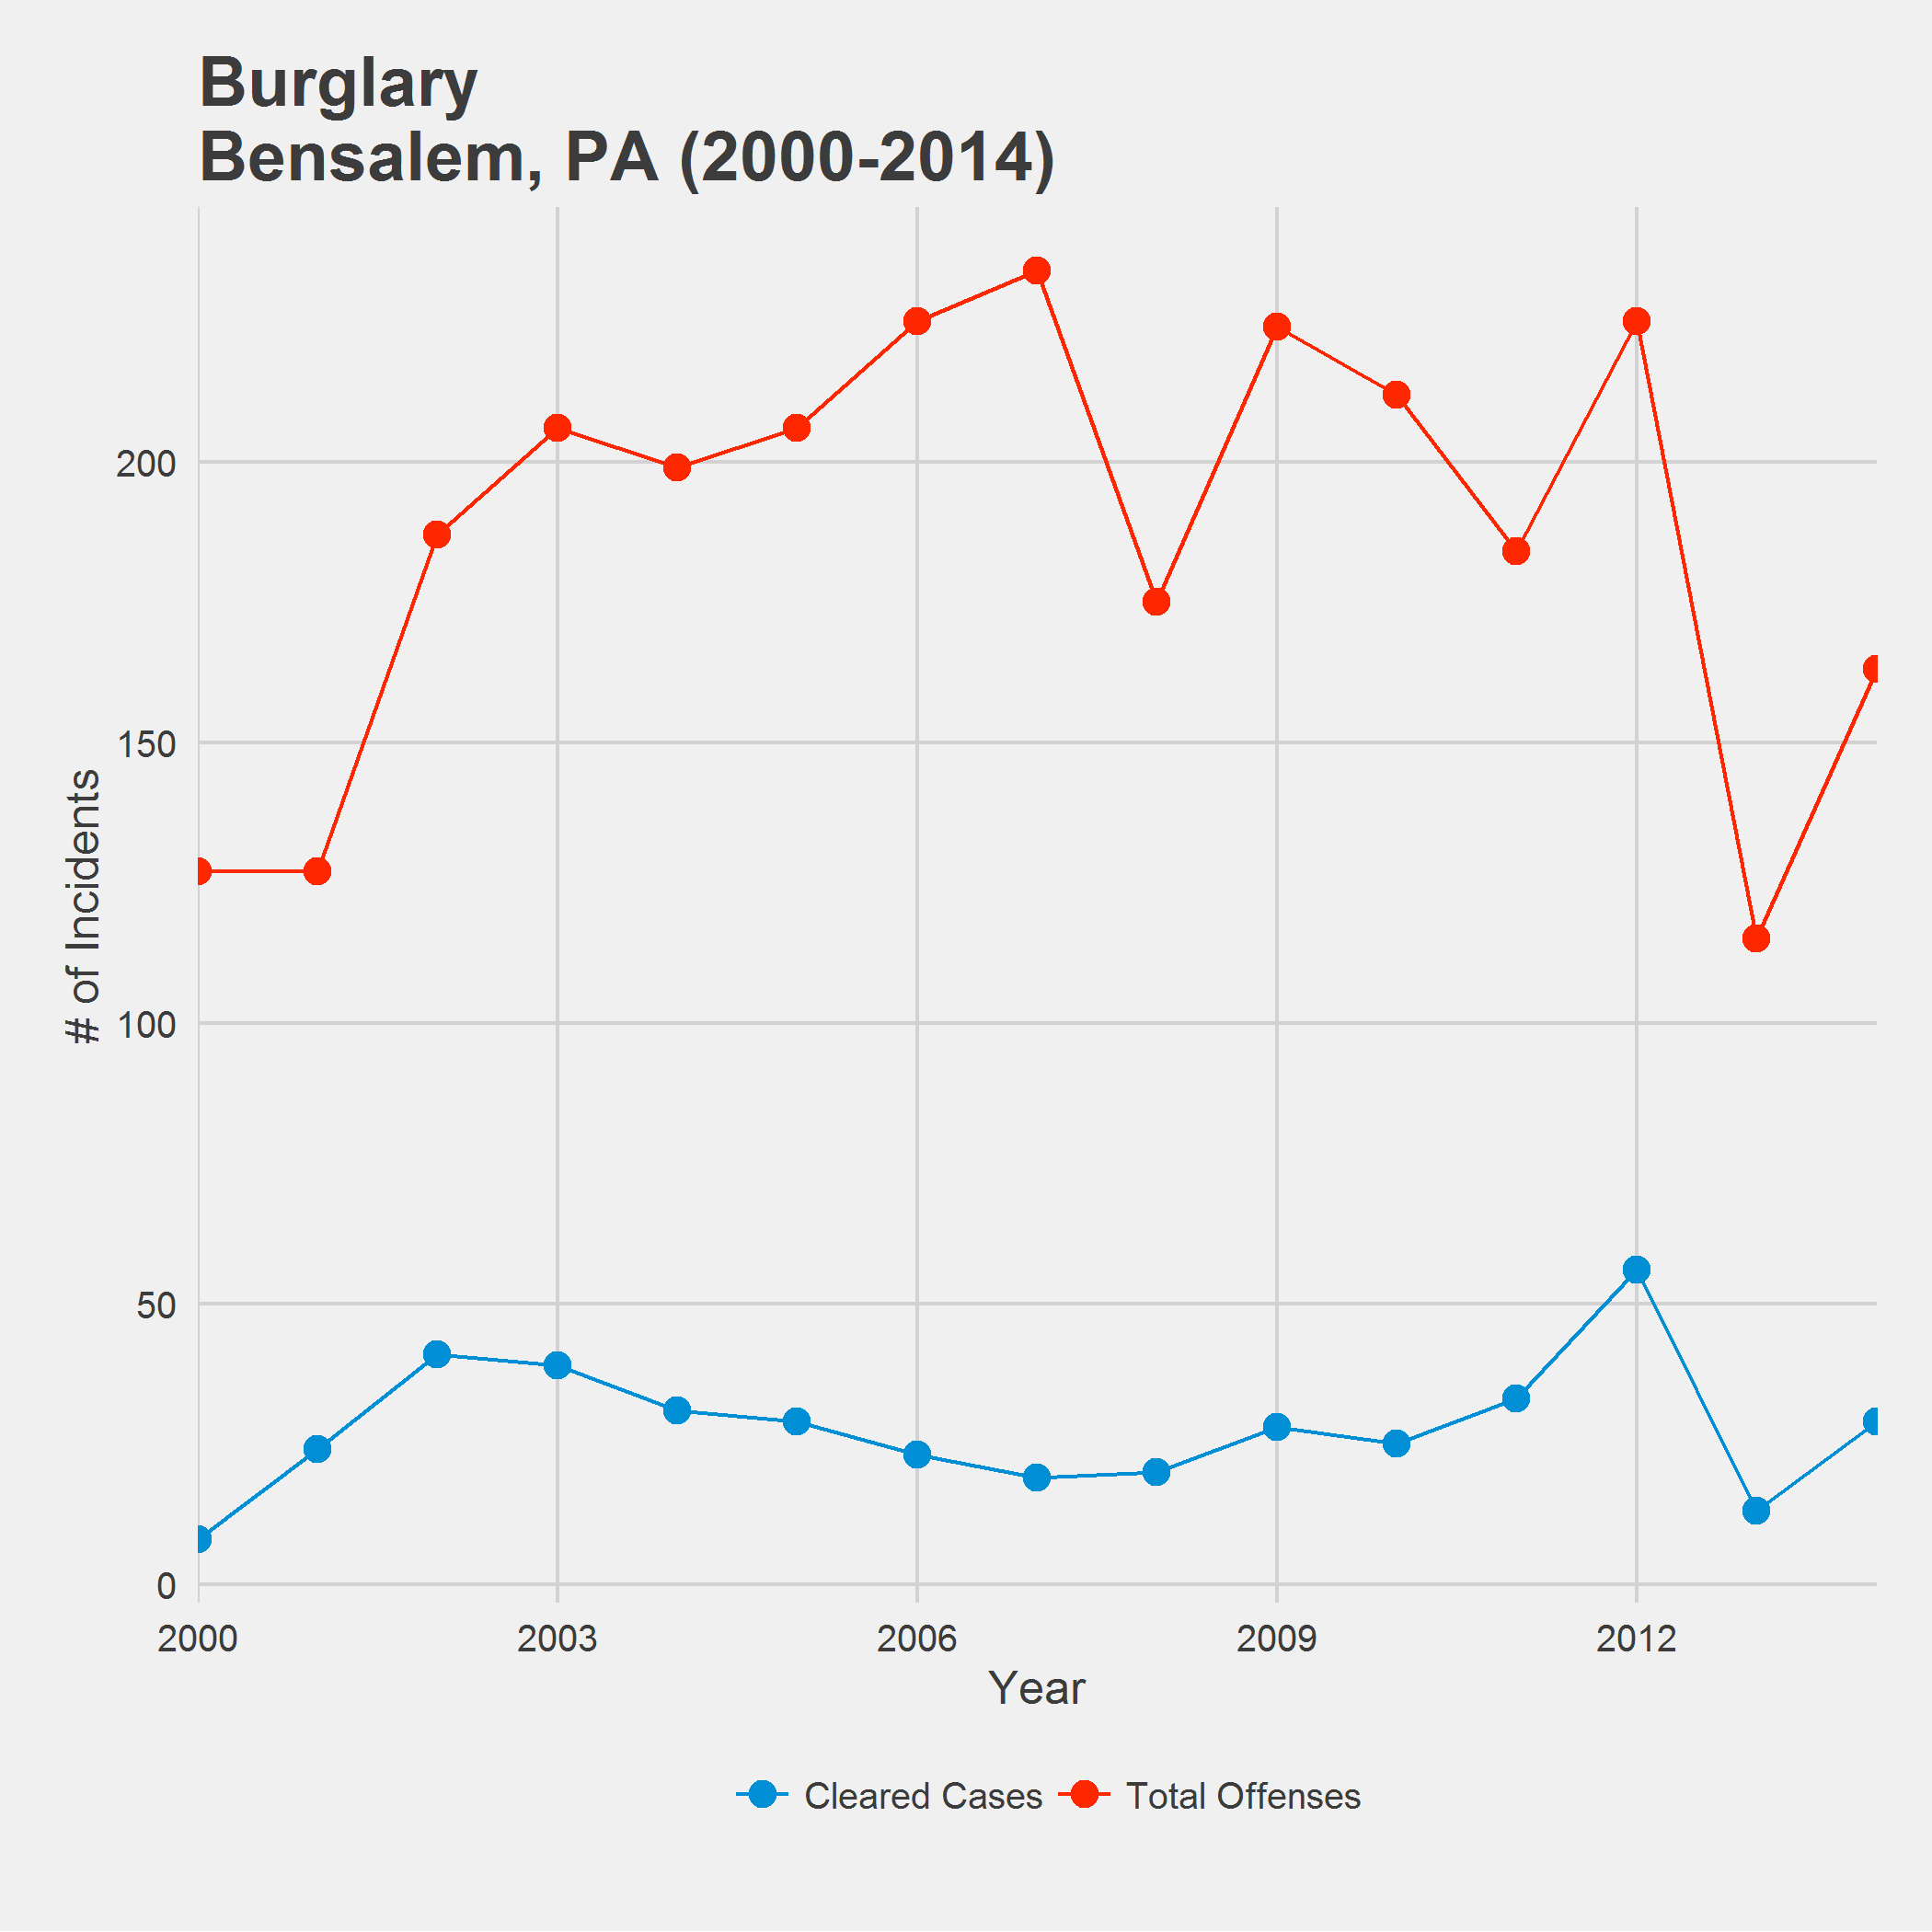 Burglary
Bensalem, PA (2000-2014)
# of Incidents
200
150
100
50
0
2000 2003 2006 2009 2012
Year
Cleared Cases Total Offenses